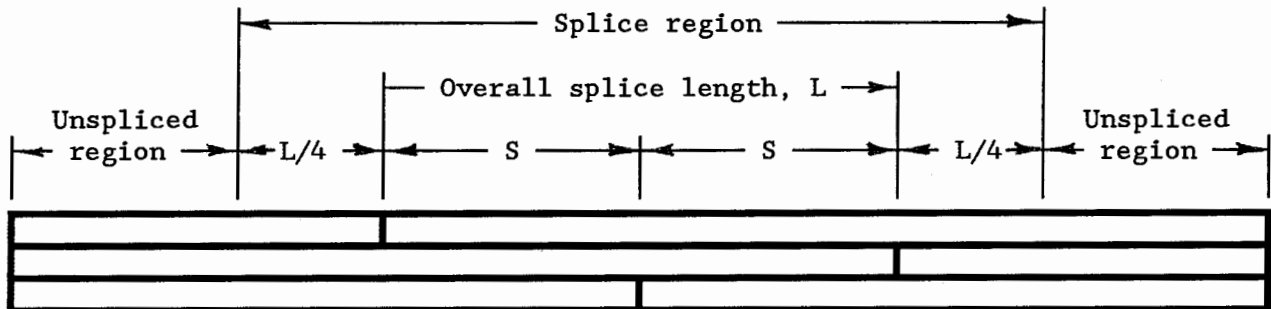 Splice region
Overall splice length, L
Unspliced
region
L/4
S
S
L/4
Unspliced
region